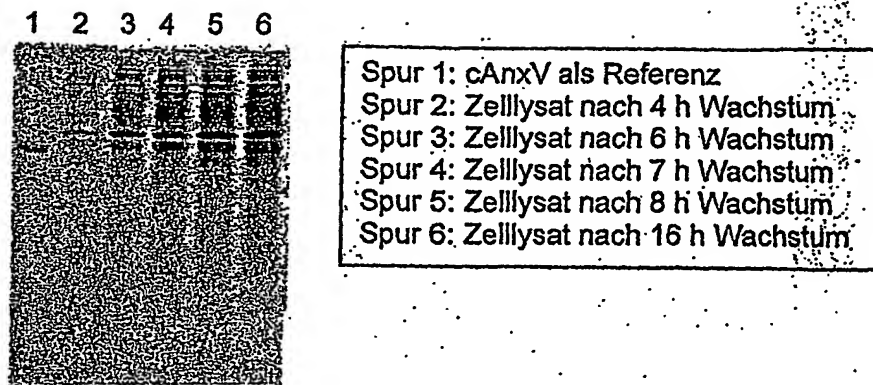 1 2 3 4 5 6
Spur 1: cAnxV als Referenz
Spur 2: Zelllysat nach 4 h Wachstum
Spur 3: Zelllysat nach 6 h Wachstum
Spur 4: Zelllysat nach 7 h Wachstum
Spur 5: Zelllysat nach 8 h Wachstum
Spur 6: Zelllysat nach 16 h Wachstum